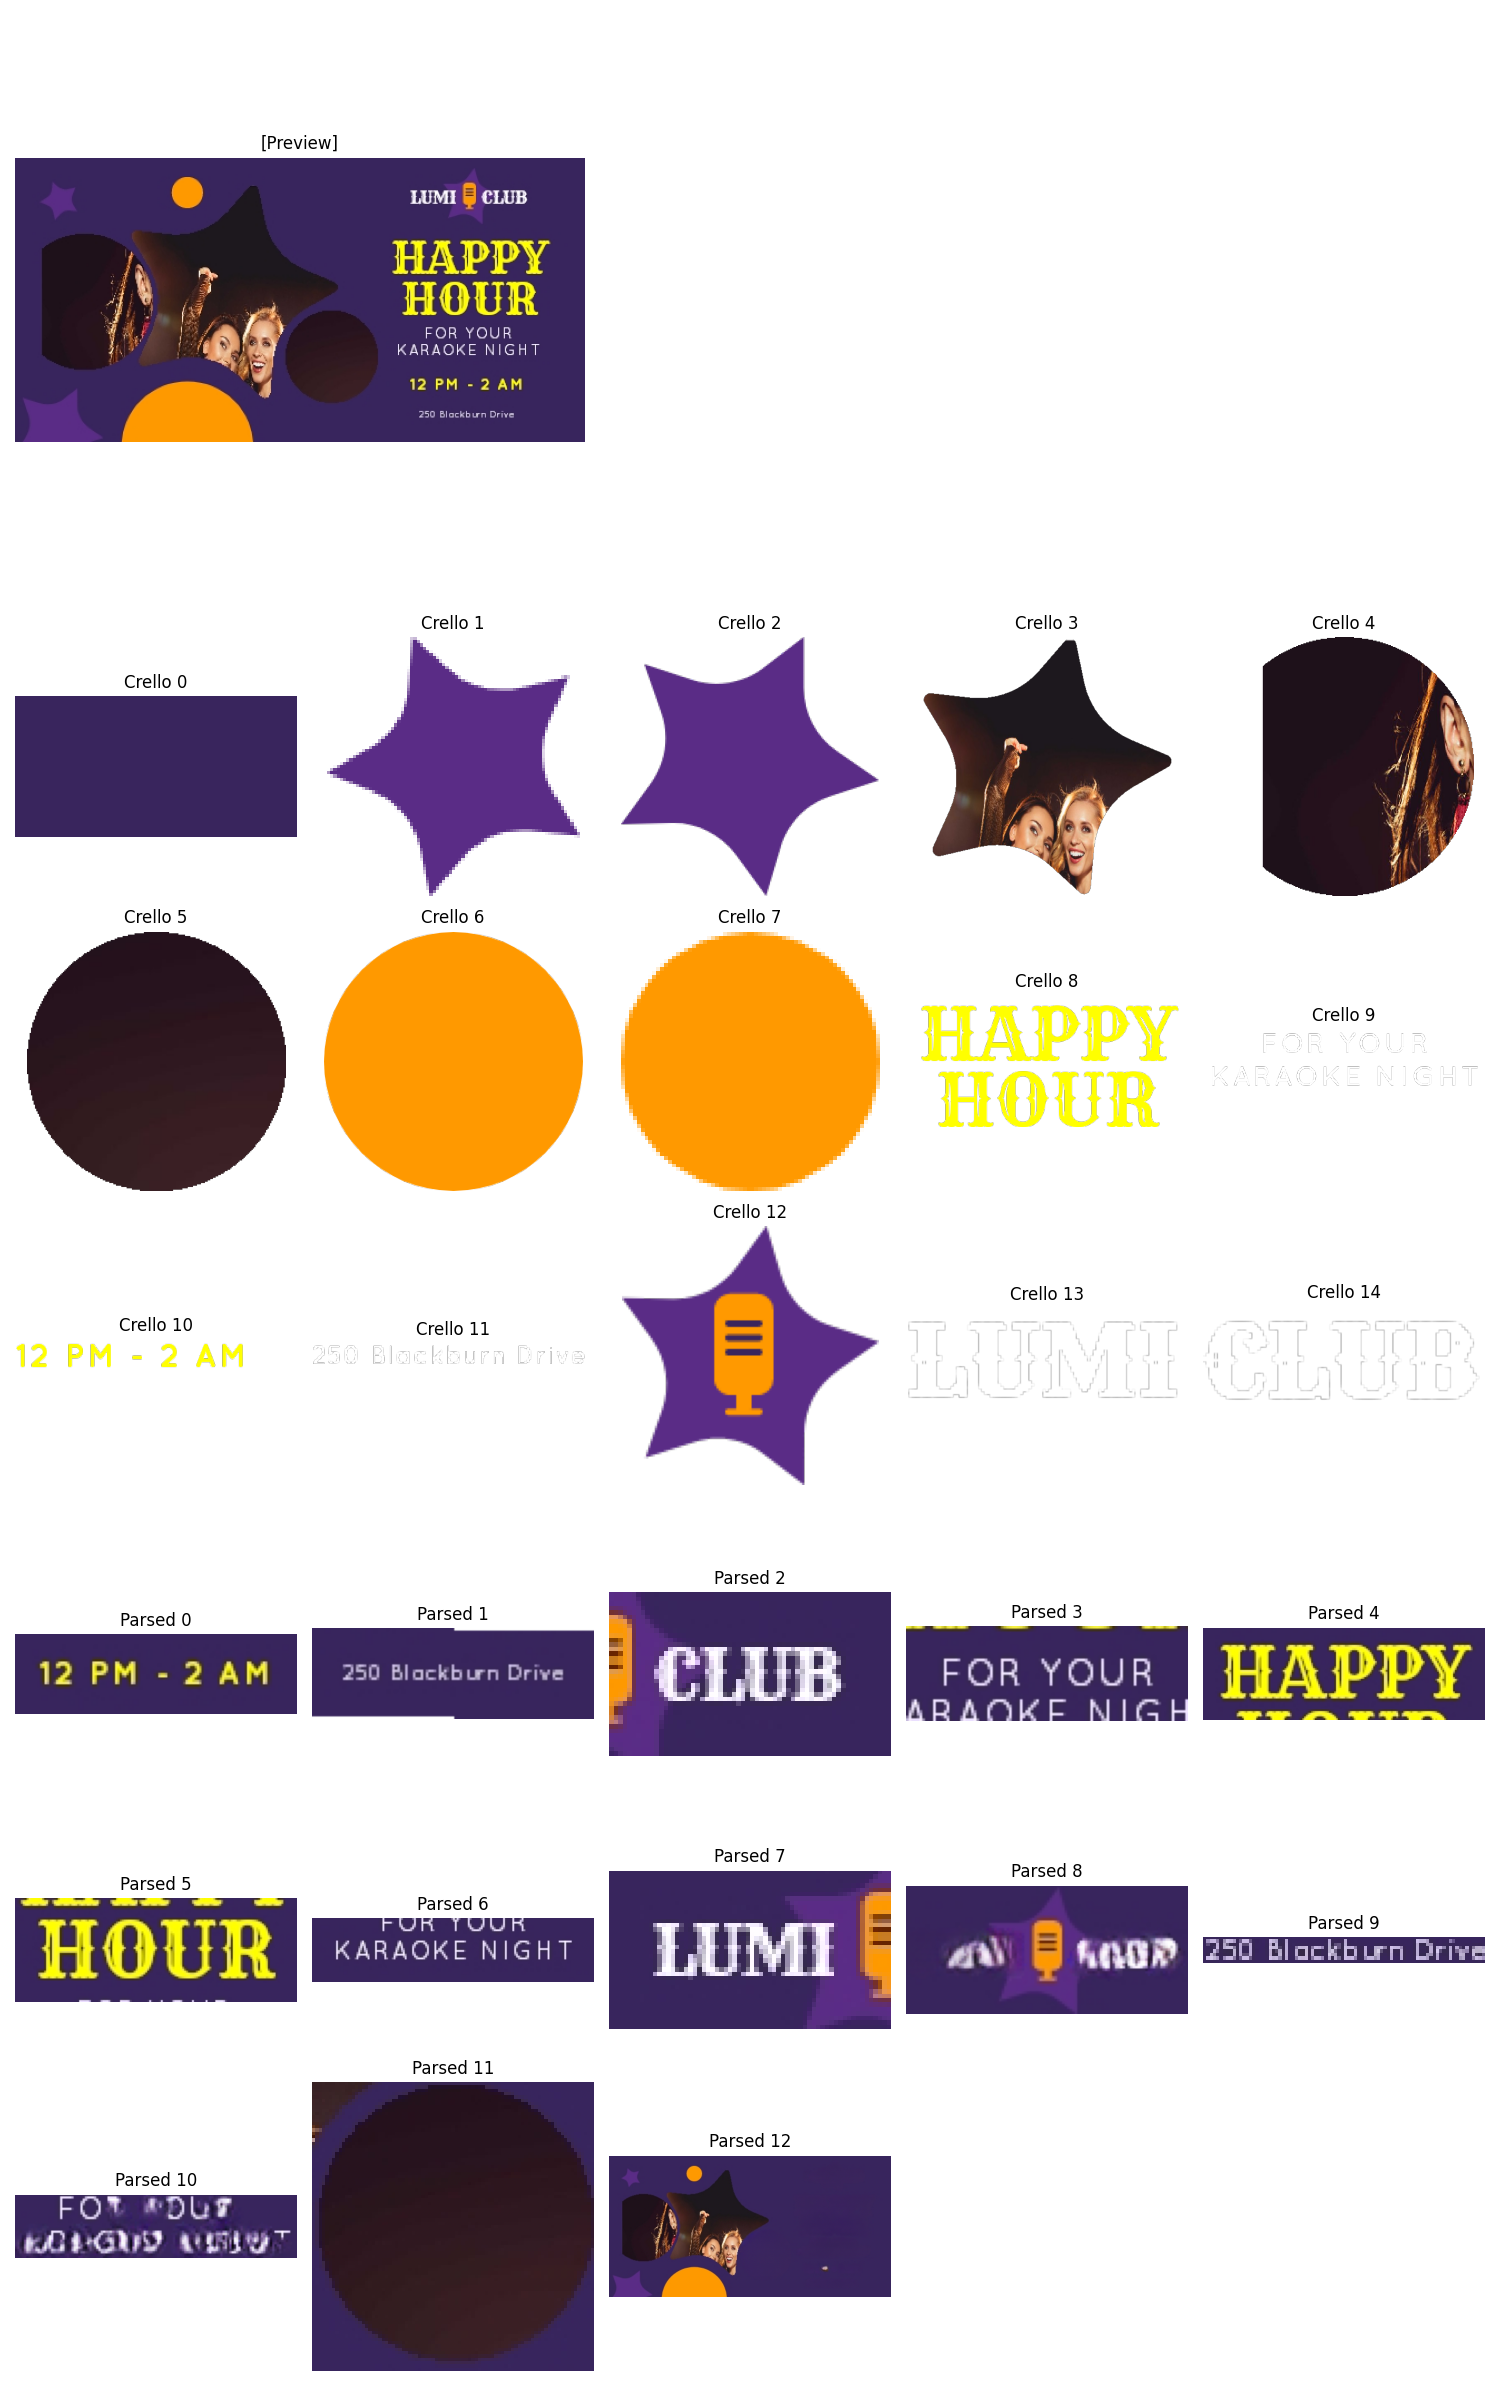 [Preview]
LUMI CLUB
HAPPY
HOUR
FOR YOUR
KARAOKE NIGHT
12 PM - 2 AM
250 Blackburn Drive
Crello 0
Crello 1
Crello 2
Crello 3
Crello 4
Crello 5
Crello 6
Crello 7
Crello 8
HAPPY
HOUR
Crello 9
FOR YOUR
KARAOKE NIGHT
Crello 10
12 PM - 2 AM
Crello 11
250 Blackburn Drive
Crello 12
Crello 13
LUMI
Crello 14
CLUB
Parsed 0
12 PM - 2 AM
Parsed 1
250 Blackburn Drive
Parsed 2
CLUB
Parsed 3
FOR YOUR
ARAOKE NIGH
Parsed 4
HAPPY
HOUR
Parsed 5
HAPPY
HOUR
Parsed 6
FOR YOUR
KARAOKE NIGHT
Parsed 7
LUMI
Parsed 8
Parsed 9
250 Blackburn Drive
Parsed 10
Parsed 11
Parsed 12